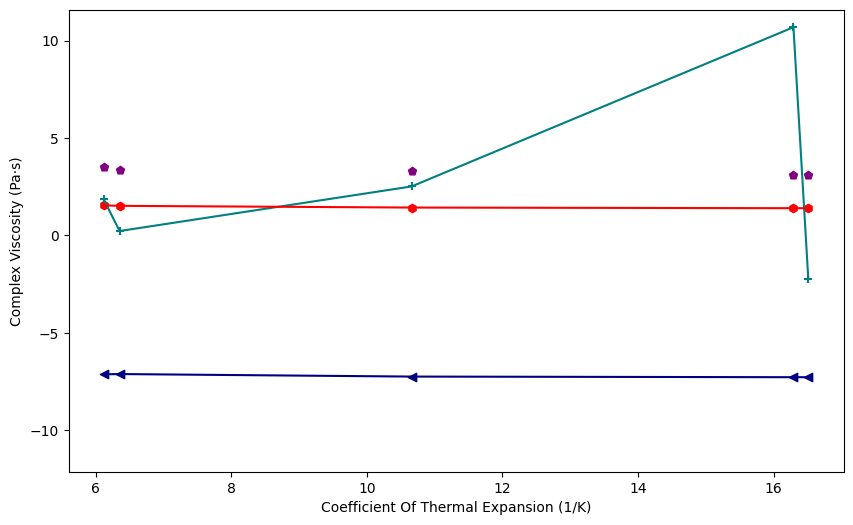 10
5
0
−5
−10
Complex Viscosity (Pa·s)
6 8 10 12 14 16
Coefficient Of Thermal Expansion (1/K)